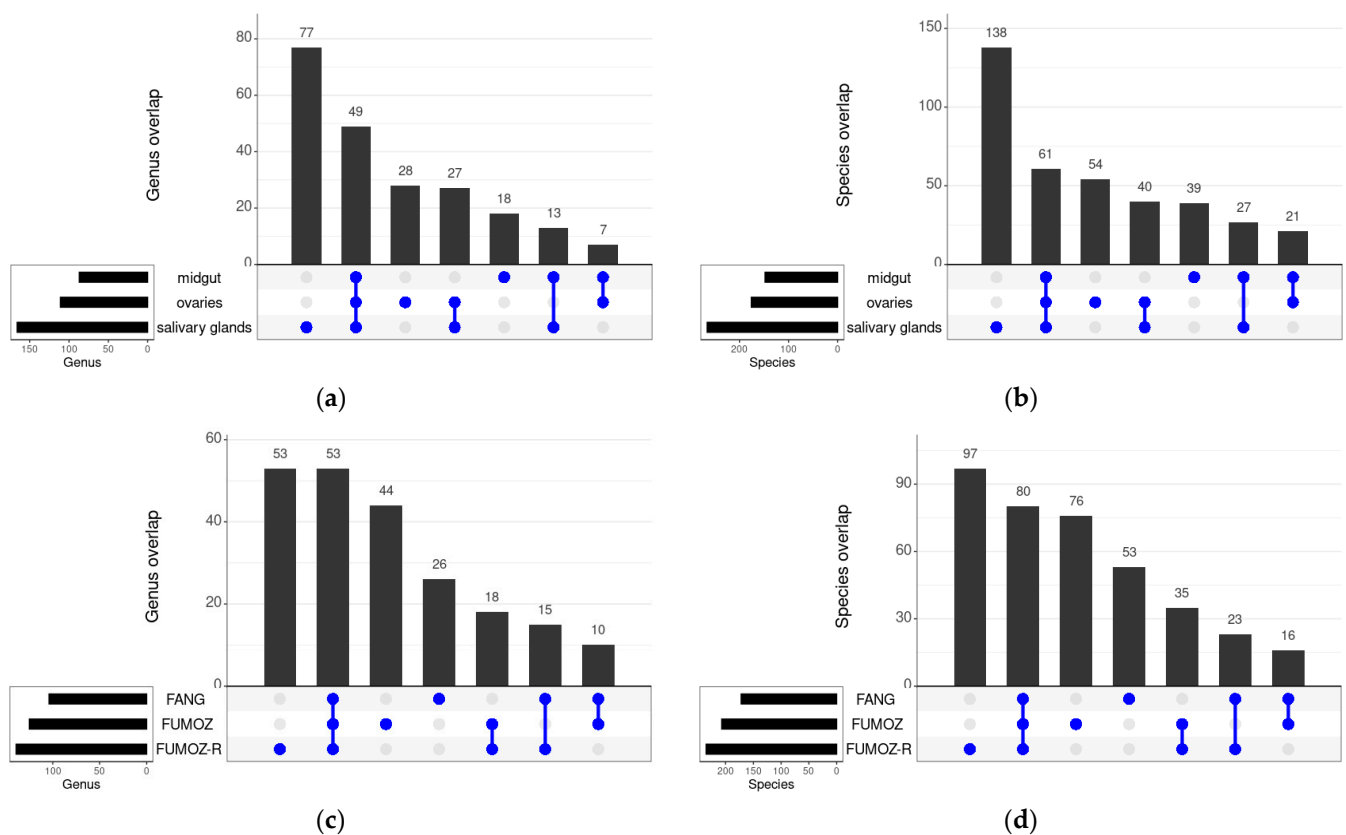 80
60
40
20
0
Genus overlap
77
49
28
27
18
13
7
midgut
ovaries
salivary glands
150 100 50 0
Genus
(a)
150
100
50
0
Species overlap
138
61
54
40
39
27
21
midgut
ovaries
salivary glands
200 100 0
Species
(b)
60
40
20
0
Genus overlap
53
53
44
26
18
15
10
FANG
FUMOZ
FUMOZ-R
100 50 0
Genus
(c)
90
60
30
0
Species overlap
97
80
76
53
35
23
16
FANG
FUMOZ
FUMOZ-R
200 150 100 50 0
Species
(d)